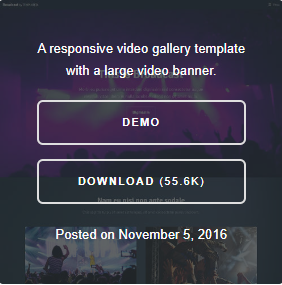 A responsive video gallery template
with a large video banner.
DEMO
DOWNLOAD (55.6K)
Posted on November 5, 2016